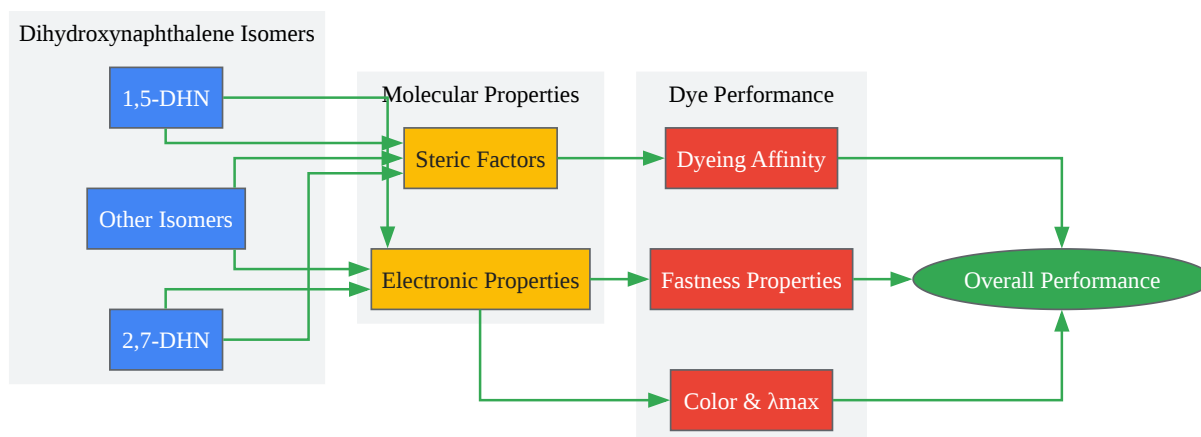 Dihydroxynaphthalene Isomers
1,5-DHN
Other Isomers
2,7-DHN
Molecular Properties
Steric Factors
Electronic Properties
Dye Performance
Dyeing Affinity
Fastness Properties
Color & λmax
Overall Performance